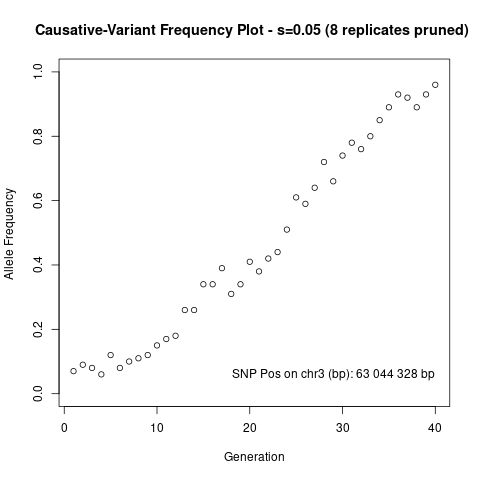 Causative-Variant Frequency Plot - s=0.05 (8 replicates pruned)
Allele Frequency
1.0
0.8
0.6
0.4
0.2
0.0
SNP Pos on chr3 (bp): 63 044 328 bp
0 10 20 30 40
Generation